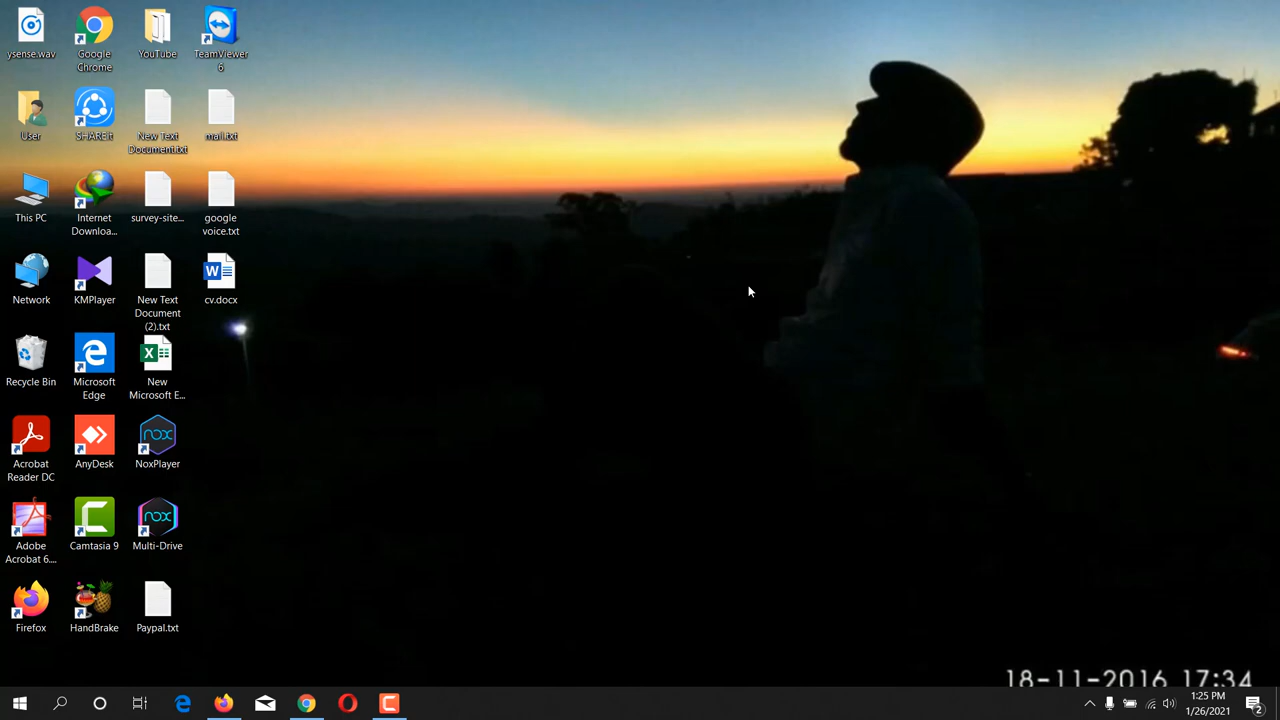 ysense.wav
Google
Chrome
YouTube
TeamViewer
6
User
SHAREit
New Text
Document.txt
mail.txt
This PC
Internet
Downloa...
survey-site...
google
voice.txt
Network
KMPlayer
New Text
Document
(2).txt
cv.docx
Recycle Bin
Microsoft
Edge
New
Microsoft E...
Acrobat
Reader DC
AnyDesk
NoxPlayer
Adobe
Acrobat 6....
Camtasia 9
Multi-Drive
Firefox
HandBrake
Paypal.txt
18-11-2016 17:34
1:25 PM
1/26/2021
2